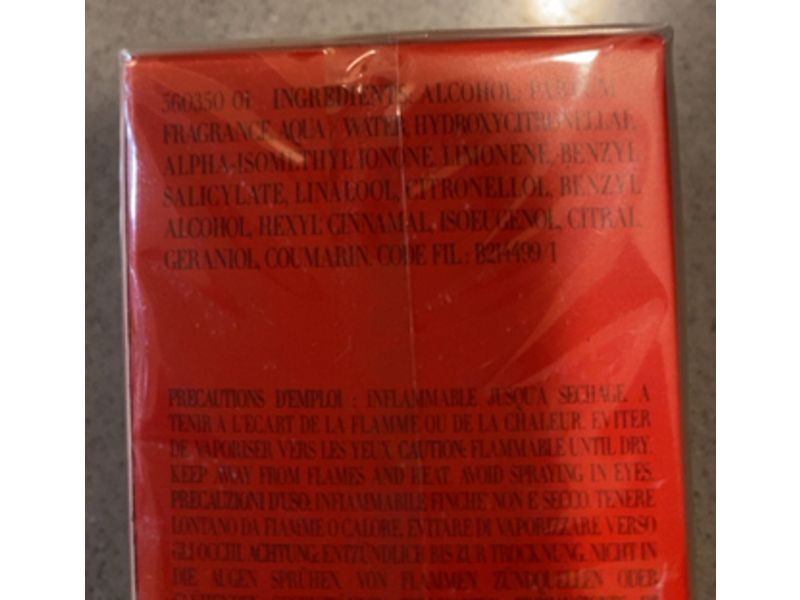 560350 01 INGREDIENTS: ALCOHOL, PARFUM
FRAGRANCE, AQUA / WATER, HYDROXYCITRONELLAL,
ALPHA-ISOMETHYL IONONE, LIMONENE, BENZYL
SALICYLATE, LINALOOL, CITRONELLOL, BENZYL
ALCOHOL, HEXYL CINNAMAL, ISOEUGENOL, CITRAL,
GERANIOL, COUMARIN. CODE FIL : B214499/1
PRECAUTIONS D'EMPLOI : INFLAMMABLE JUSQU'A SECHAGE. A
TENIR A L'ECART DE LA FLAMME OU DE LA CHALEUR. EVITER
DE VAPORISER VERS LES YEUX. CAUTION: FLAMMABLE UNTIL DRY.
KEEP AWAY FROM FLAMES AND HEAT. AVOID SPRAYING IN EYES.
PRECAUZIONI D'USO: INFIAMMABILE FINCHE' NON E' SECCO. TENERE
LONTANO DA FIAMME O CALORE. EVITARE DI VAPORIZZARE VERSO
GLI OCCHI. ACHTUNG: ENTZÜNDLICH BIS ZUR TROCKNUNG. NICHT IN
DIE AUGEN SPRÜHEN. VON FLAMMEN, ZÜNDQUELLEN ODER